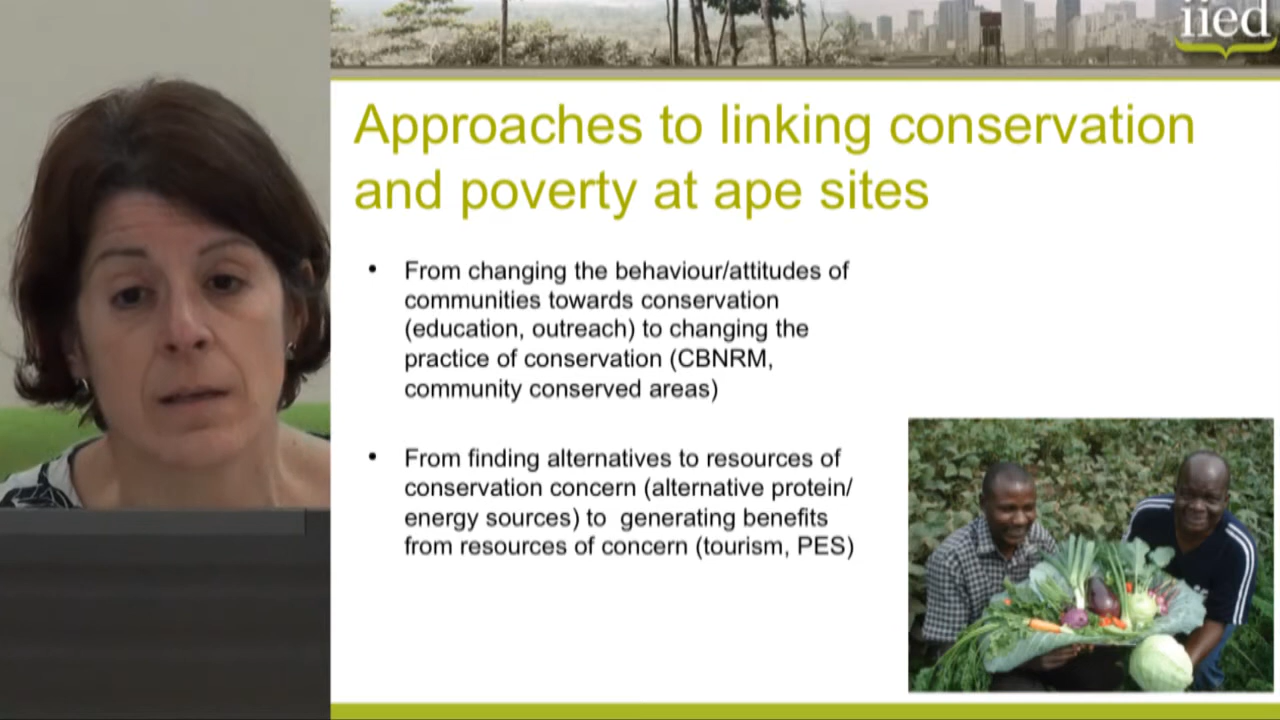 iied
Approaches to linking conservation
and poverty at ape sites
• From changing the behaviour/attitudes of
communities towards conservation
(education, outreach) to changing the
practice of conservation (CBNRM,
community conserved areas)
• From finding alternatives to resources of
conservation concern (alternative protein/
energy sources) to  generating benefits
from resources of concern (tourism, PES)